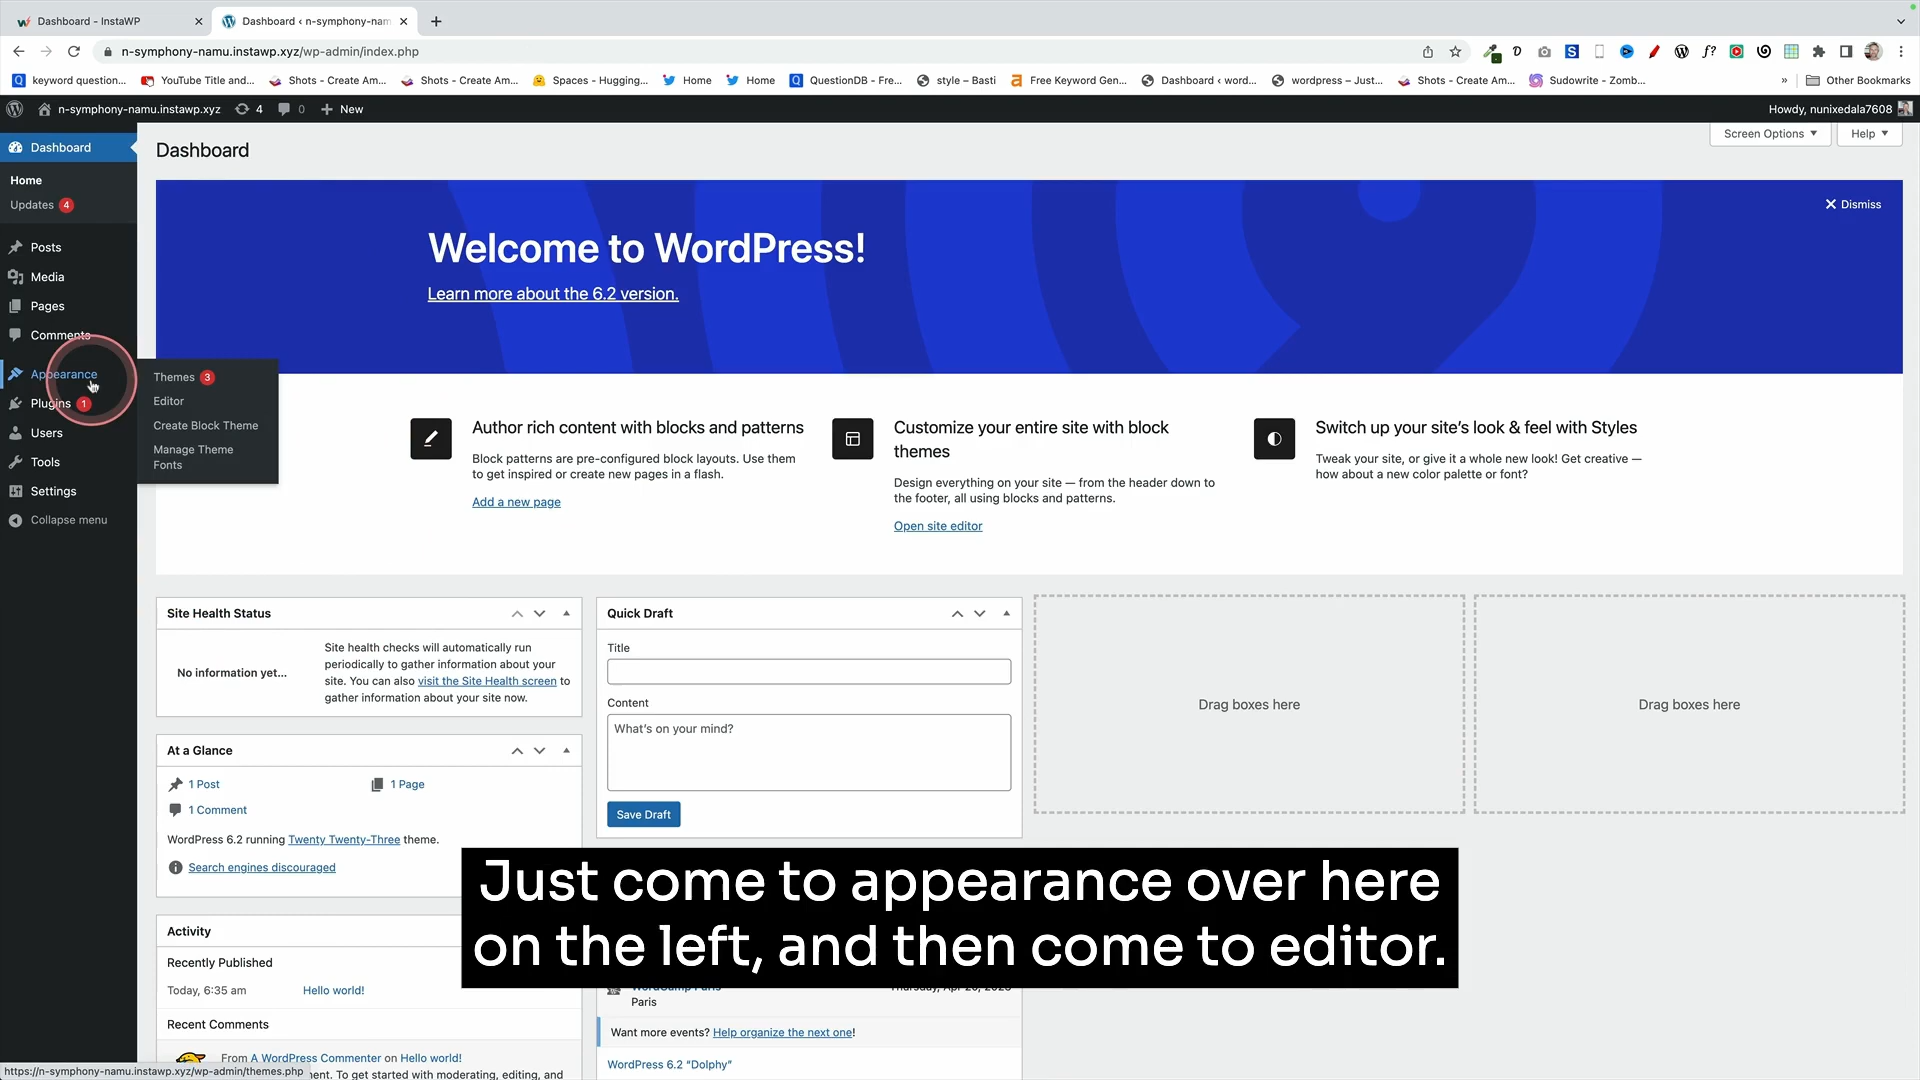 Dashboard - InstaWP
Dashboard ‹ n-symphony-nam
n-symphony-namu.instawp.xyz/wp-admin/index.php
keyword question...
YouTube Title and...
Shots - Create Am...
Shots - Create Am...
Spaces - Hugging...
Home
Home
QuestionDB - Fre...
style – Basti
Free Keyword Gen...
Dashboard ‹ word...
wordpress – Just...
Shots - Create Am...
Sudowrite - Zomb...
»
Other Bookmarks
n-symphony-namu.instawp.xyz
4
0
New
Howdy, nunixedala7608
Dashboard
Home
Updates 4
Posts
Media
Pages
Comments
Appearance
Plugins 1
Users
Tools
Settings
Collapse menu
Themes 3
Editor
Create Block Theme
Manage Theme
Fonts
Dashboard
Screen Options
Help
Dismiss
Welcome to WordPress!
Learn more about the 6.2 version.
Author rich content with blocks and patterns
Block patterns are pre-configured block layouts. Use them
to get inspired or create new pages in a flash.
Add a new page
Customize your entire site with block
themes
Design everything on your site — from the header down to
the footer, all using blocks and patterns.
Open site editor
Switch up your site’s look & feel with Styles
Tweak your site, or give it a whole new look! Get creative —
how about a new color palette or font?
Site Health Status
No information yet...
Site health checks will automatically run
periodically to gather information about your
site. You can also visit the Site Health screen to
gather information about your site now.
At a Glance
1 Post
1 Page
1 Comment
WordPress 6.2 running Twenty Twenty-Three theme.
Search engines discouraged
Activity
Recently Published
Today, 6:35 am
Hello world!
Recent Comments
From A WordPress Commenter on Hello world!
ent. To get started with moderating, editing, and
Quick Draft
Title
Content
What’s on your mind?
Save Draft
Drag boxes here
Drag boxes here
Just come to appearance over here
on the left, and then come to editor.
WordCamp Paris
Paris
Want more events? Help organize the next one!
WordPress 6.2 “Dolphy”
https://n-symphony-namu.instawp.xyz/wp-admin/themes.php